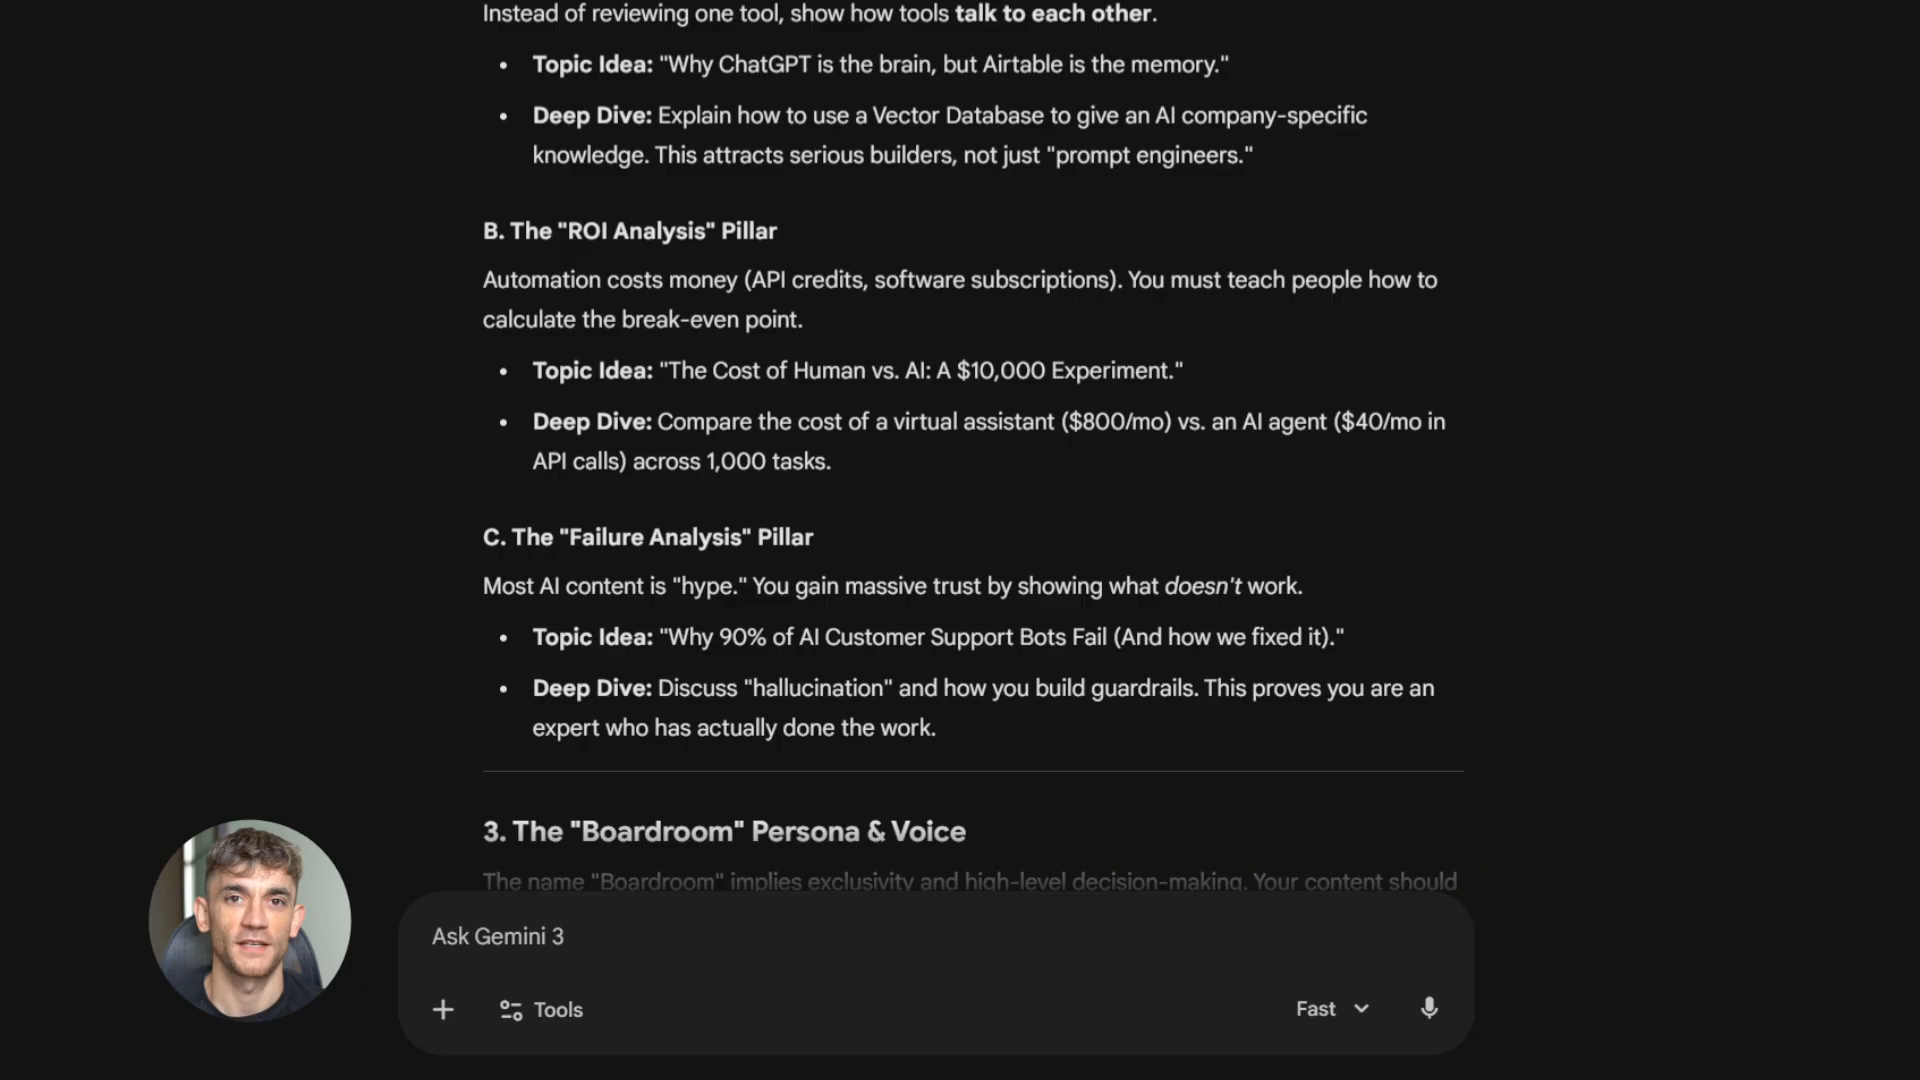 Instead of reviewing one tool, show how tools talk to each other.
• Topic Idea: "Why ChatGPT is the brain, but Airtable is the memory."
• Deep Dive: Explain how to use a Vector Database to give an AI company-specific
knowledge. This attracts serious builders, not just "prompt engineers."
B. The "ROI Analysis" Pillar
Automation costs money (API credits, software subscriptions). You must teach people how to
calculate the break-even point.
• Topic Idea: "The Cost of Human vs. AI: A $10,000 Experiment."
• Deep Dive: Compare the cost of a virtual assistant ($800/mo) vs. an AI agent ($40/mo in
API calls) across 1,000 tasks.
C. The "Failure Analysis" Pillar
Most AI content is "hype." You gain massive trust by showing what doesn't work.
• Topic Idea: "Why 90% of AI Customer Support Bots Fail (And how we fixed it)."
• Deep Dive: Discuss "hallucination" and how you build guardrails. This proves you are an
expert who has actually done the work.
3. The "Boardroom" Persona & Voice
The name "Boardroom" implies exclusivity and high-level decision-making. Your content should
Ask Gemini 3
Tools
Fast